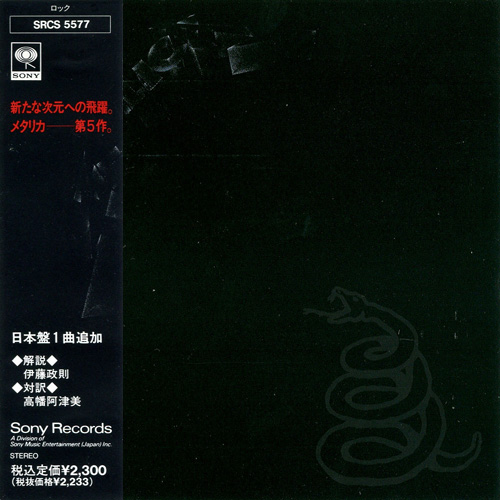 ロック
SRCS 5577
SONY
新たな次元への飛躍。
メタリカ——第5作。
日本盤1曲追加
◆解説◆
伊藤政則
◆対訳◆
高幡阿津美
Sony Records
A Division of
Sony Music Entertainment (Japan) Inc.
STEREO
税込定価¥2,300
(税抜価格¥2,233)